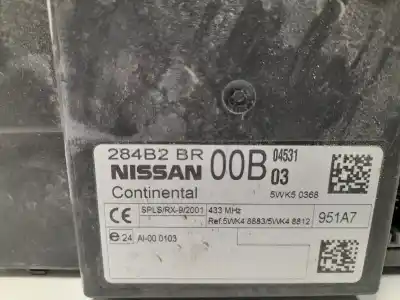 284B2 BR 00B 04531
NISSAN 03
Continental 5WK5 0368
CE SPLS/RX-9/2001 433 MHz 951A7
Ref.5WK4 8883/5WK4 8812
e 24 AI-00 0103